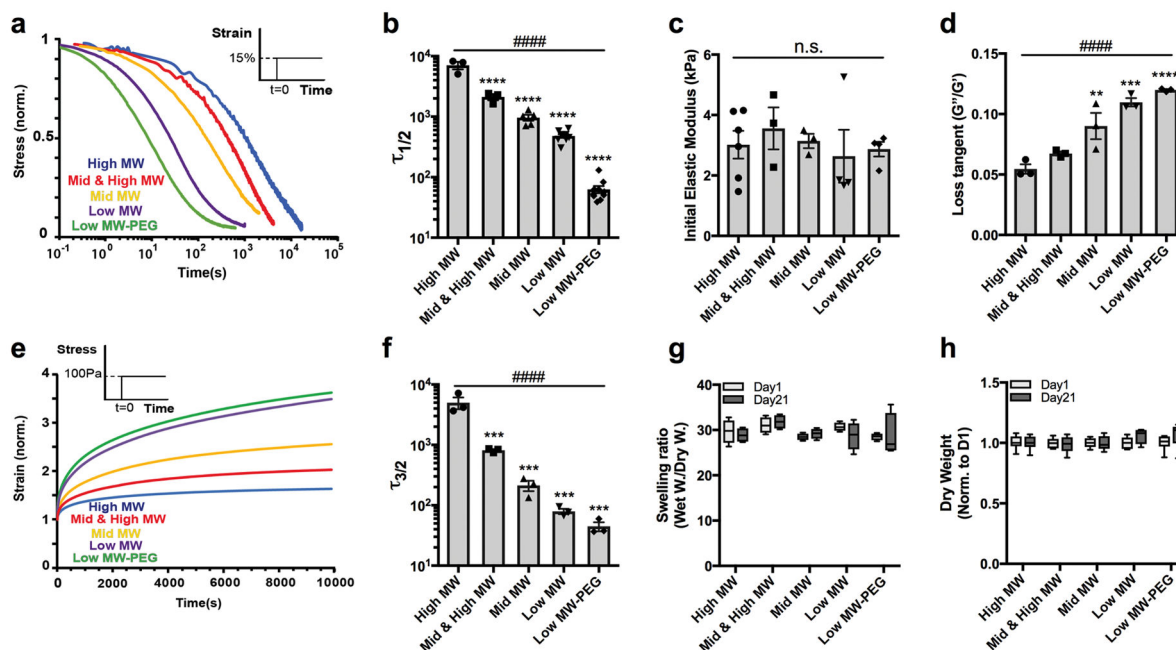 a
Stress (norm.)
1
0.5
0
10-1
100
101
102
103
104
105
Time(s)
Strain
15%
t=0
Time
High MW
Mid & High MW
Mid MW
Low MW
Low MW-PEG
b
####
τ1/2
104
103
102
101
****
****
****
****
High MW
Mid & High MW
Mid MW
Low MW
Low MW-PEG
c
n.s.
Initial Elastic Modulus (kPa)
6
4
2
0
High MW
Mid & High MW
Mid MW
Low MW
Low MW-PEG
d
####
Loss tangent (G''/G')
0.15
0.10
0.05
0.00
**
***
****
High MW
Mid & High MW
Mid MW
Low MW
Low MW-PEG
e
Stress
100Pa
t=0
Time
Strain (norm.)
4
3
2
1
0
0
2000
4000
6000
8000
10000
Time(s)
High MW
Mid & High MW
Mid MW
Low MW
Low MW-PEG
f
####
τ3/2
104
103
102
101
***
***
***
***
High MW
Mid & High MW
Mid MW
Low MW
Low MW-PEG
g
Day1
Day21
Swelling ratio
(Wet W./Dry W.)
40
30
20
10
0
High MW
Mid & High MW
Mid MW
Low MW
Low MW-PEG
h
Day1
Day21
Dry Weight
(Norm. to D1)
1.5
1.0
0.5
0.0
High MW
Mid & High MW
Mid MW
Low MW
Low MW-PEG